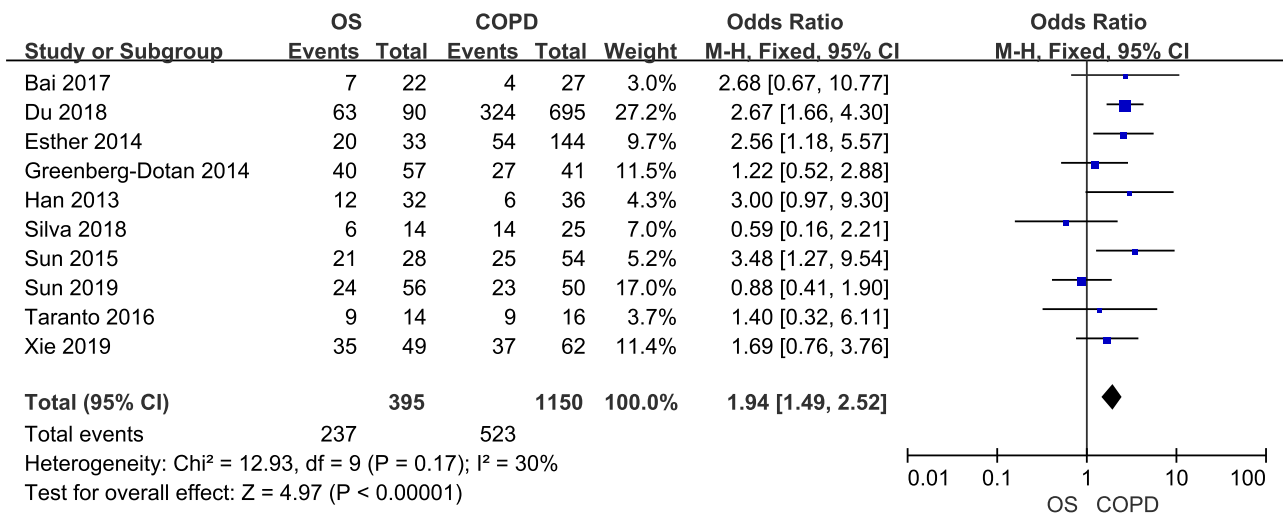 OS COPD Odds Ratio Odds Ratio
Study or Subgroup Events Total Events Total Weight M-H, Fixed, 95% CI M-H, Fixed, 95% CI
Bai 2017 7 22 4 27 3.0% 2.68 [0.67, 10.77]
Du 2018 63 90 324 695 27.2% 2.67 [1.66, 4.30]
Esther 2014 20 33 54 144 9.7% 2.56 [1.18, 5.57]
Greenberg-Dotan 2014 40 57 27 41 11.5% 1.22 [0.52, 2.88]
Han 2013 12 32 6 36 4.3% 3.00 [0.97, 9.30]
Silva 2018 6 14 14 25 7.0% 0.59 [0.16, 2.21]
Sun 2015 21 28 25 54 5.2% 3.48 [1.27, 9.54]
Sun 2019 24 56 23 50 17.0% 0.88 [0.41, 1.90]
Taranto 2016 9 14 9 16 3.7% 1.40 [0.32, 6.11]
Xie 2019 35 49 37 62 11.4% 1.69 [0.76, 3.76]
Total (95% CI) 395 1150 100.0% 1.94 [1.49, 2.52]
Total events 237 523
Heterogeneity: Chi² = 12.93, df = 9 (P = 0.17); I² = 30%
Test for overall effect: Z = 4.97 (P < 0.00001)
0.01 0.1 1 10 100
OS COPD